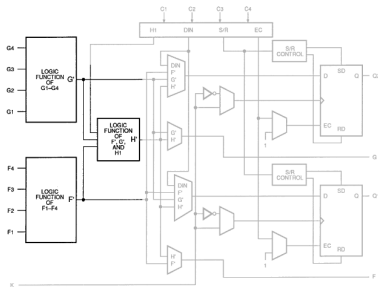 C1 C2 C3 C4
H1 DIN S/R EC
G4
G3
G2
G1
LOGIC
FUNCTION
OF
G1-G4
G'
DIN
F'
G'
H'
S/R
CONTROL
SD
D Q
EC
RD
1
Q
LOGIC
FUNCTION
OF
F', G',
AND
H1
H'
G'
H'
G
F4
F3
F2
F1
LOGIC
FUNCTION
OF
F1-F4
F'
DIN
F'
G'
H'
S/R
CONTROL
SD
D Q
EC
RD
1
Q
H'
F'
F
K